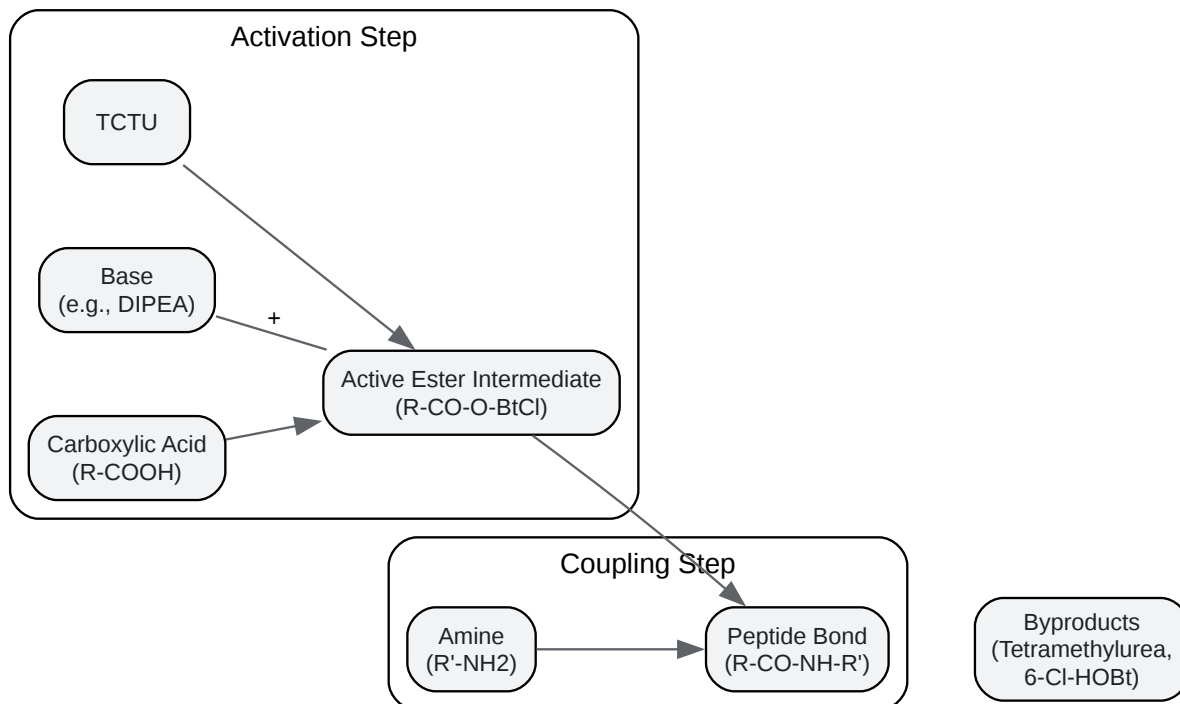 Activation Step
TCTU
Base
(e.g., DIPEA)
+
Active Ester Intermediate
(R-CO-O-BtCl)
Carboxylic Acid
(R-COOH)
Coupling Step
Amine
(R'-NH2)
Peptide Bond
(R-CO-NH-R')
Byproducts
(Tetramethylurea,
6-Cl-HOBt)